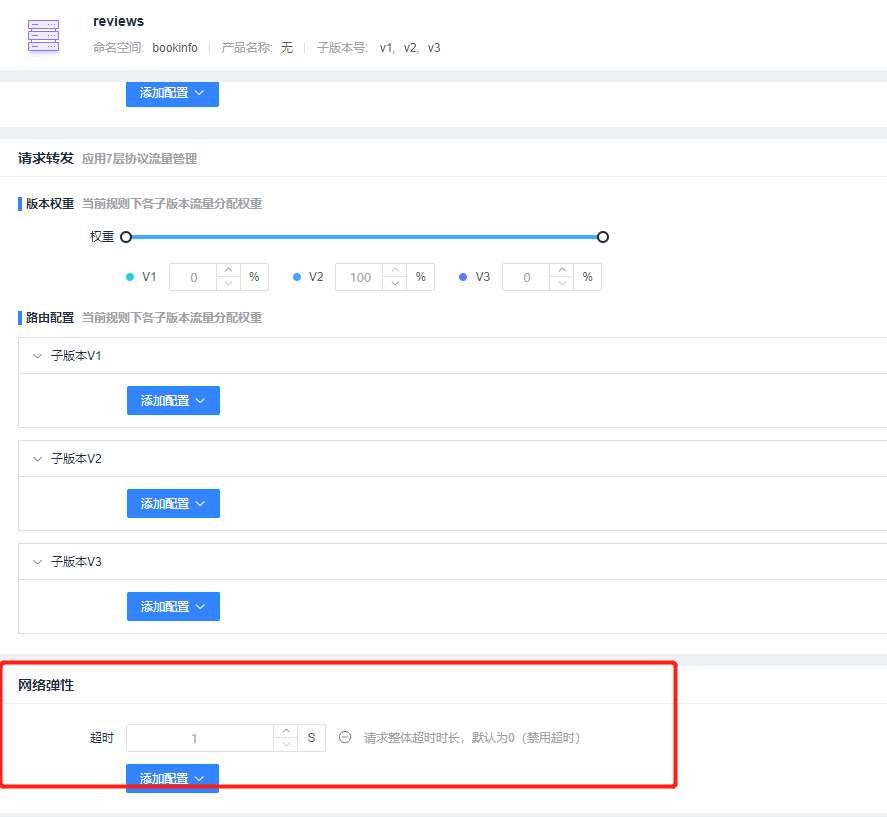 reviews
命名空间: bookinfo 产品名称: 无 子版本号: v1, v2, v3
添加配置
请求转发 应用7层协议流量管理
版本权重 当前规则下各子版本流量分配权重
权重
V1 0 % V2 100 % V3 0 %
路由配置 当前规则下各子版本流量分配权重
子版本V1
添加配置
子版本V2
添加配置
子版本V3
添加配置
网络弹性
超时 1 S 请求整体超时时长，默认为0（禁用超时）
添加配置